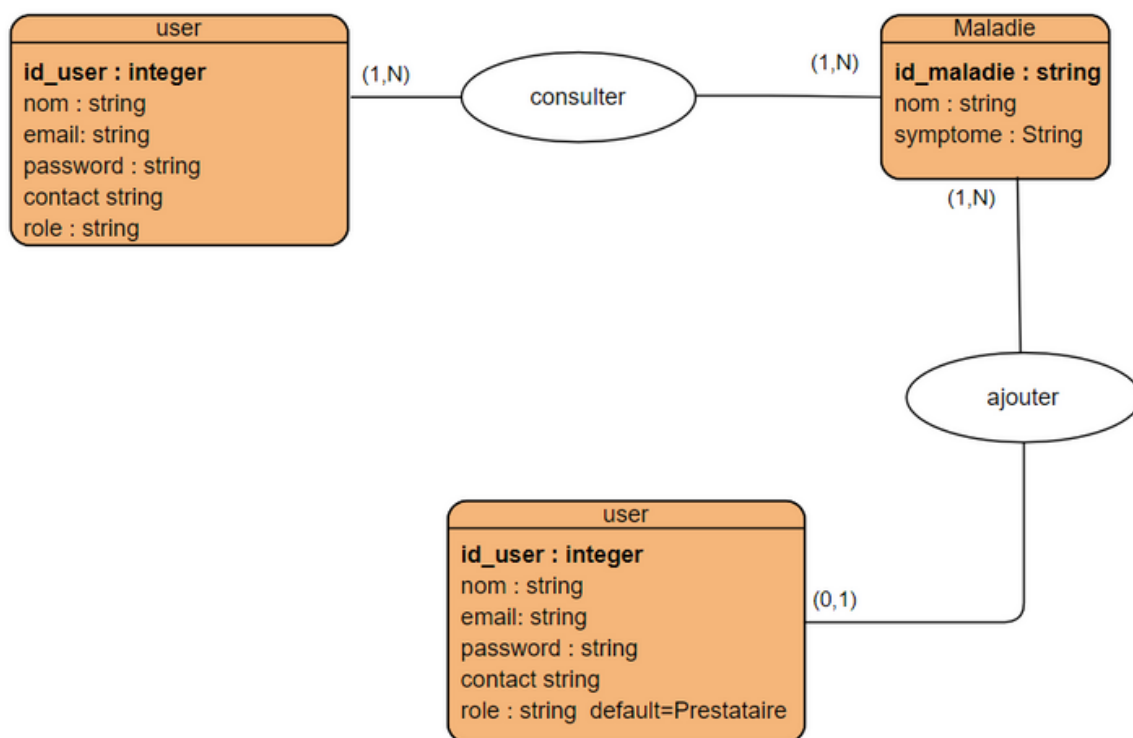 user
id_user : integer
nom : string
email: string
password : string
contact string
role : string
(1,N)
consulter
(1,N)
Maladie
id_maladie : string
nom : string
symptome : String
(1,N)
ajouter
user
id_user : integer
nom : string
email: string
password : string
contact string
role : string default=Prestataire
(0,1)